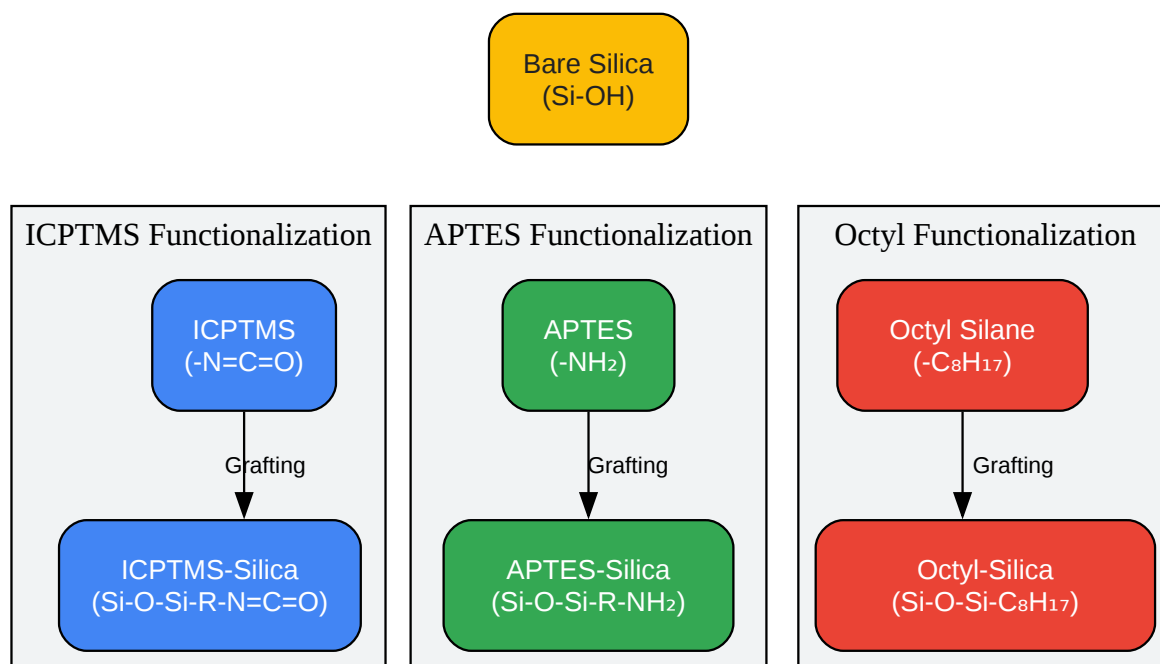 Bare Silica
(Si-OH)
ICPTMS Functionalization
ICPTMS
(-N=C=O)
Grafting
ICPTMS-Silica
(Si-O-Si-R-N=C=O)
APTES Functionalization
APTES
(-NH₂)
Grafting
APTES-Silica
(Si-O-Si-R-NH₂)
Octyl Functionalization
Octyl Silane
(-C₈H₁₇)
Grafting
Octyl-Silica
(Si-O-Si-C₈H₁₇)